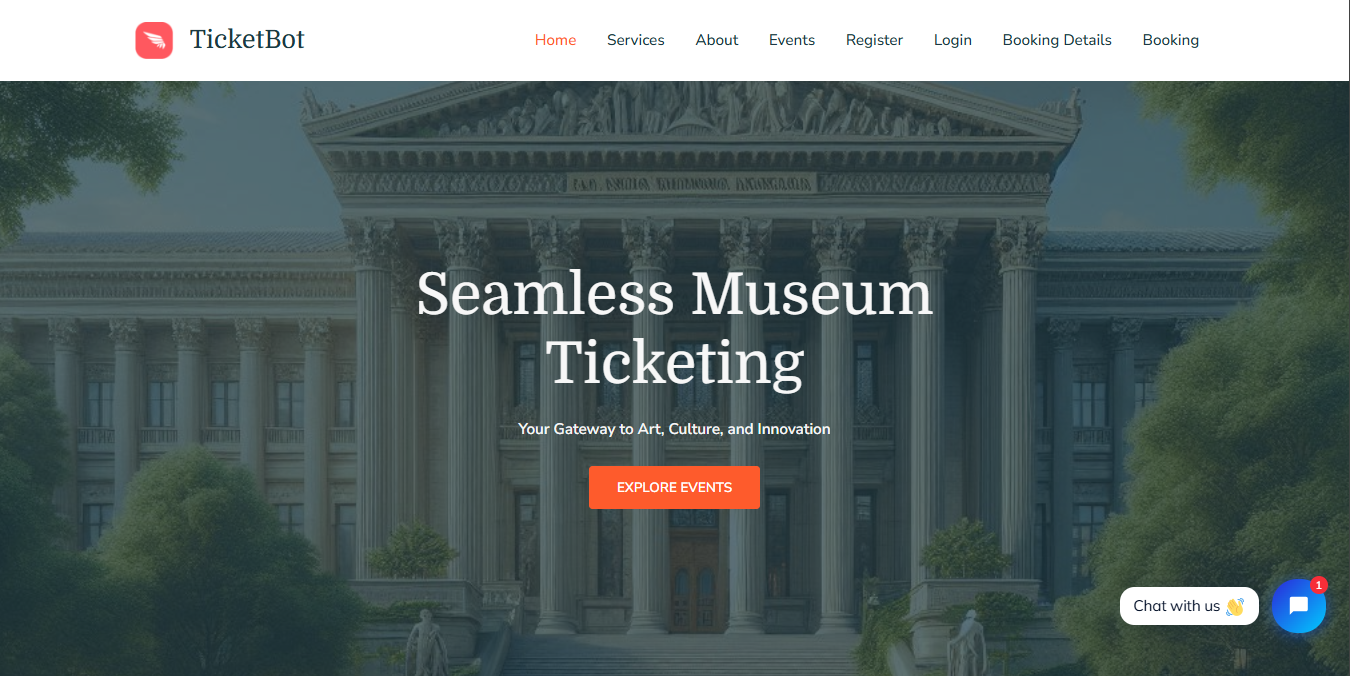 TicketBot
Home Services About Events Register Login Booking Details Booking
Seamless Museum
Ticketing
Your Gateway to Art, Culture, and Innovation
EXPLORE EVENTS
Chat with us 👋
1